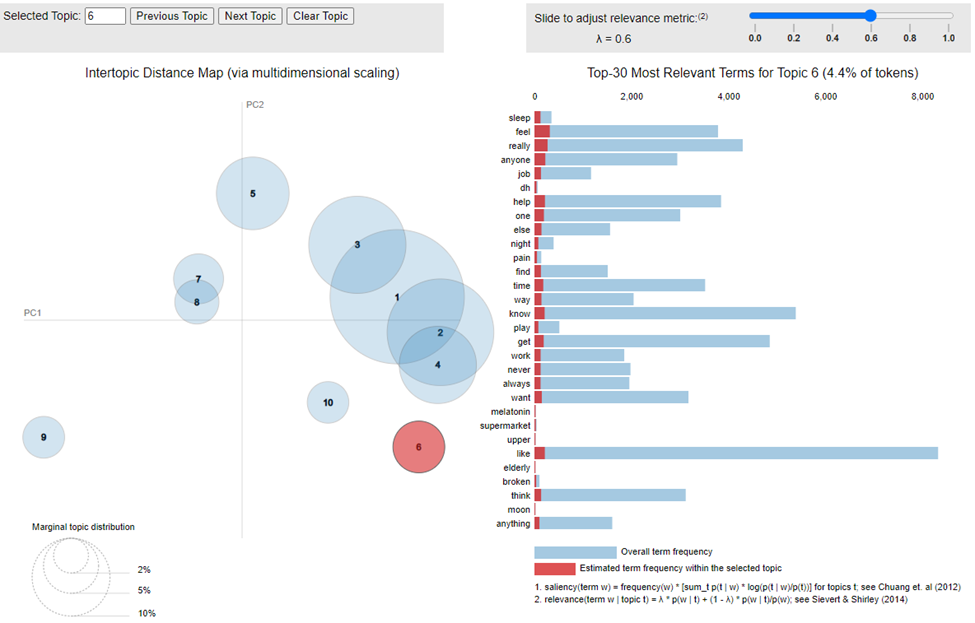 Selected Topic: 6 Previous Topic Next Topic Clear Topic
Slide to adjust relevance metric:(2)
λ = 0.6
0.0 0.2 0.4 0.6 0.8 1.0
Intertopic Distance Map (via multidimensional scaling)
PC2
5
3
7
1
8
PC1
2
4
10
9
6
Marginal topic distribution
2%
5%
10%
Top-30 Most Relevant Terms for Topic 6 (4.4% of tokens)
0 2,000 4,000 6,000 8,000
sleep
feel
really
anyone
job
dh
help
one
else
night
pain
find
time
way
know
play
get
work
never
always
want
melatonin
supermarket
upper
like
elderly
broken
think
moon
anything
Overall term frequency
Estimated term frequency within the selected topic
1. saliency(term w) = frequency(w) * [sum_t p(t | w) * log(p(t | w)/p(t))] for topics t; see Chuang et. al (2012)
2. relevance(term w | topic t) = λ * p(w | t) + (1 - λ) * p(w | t)/p(w); see Sievert & Shirley (2014)